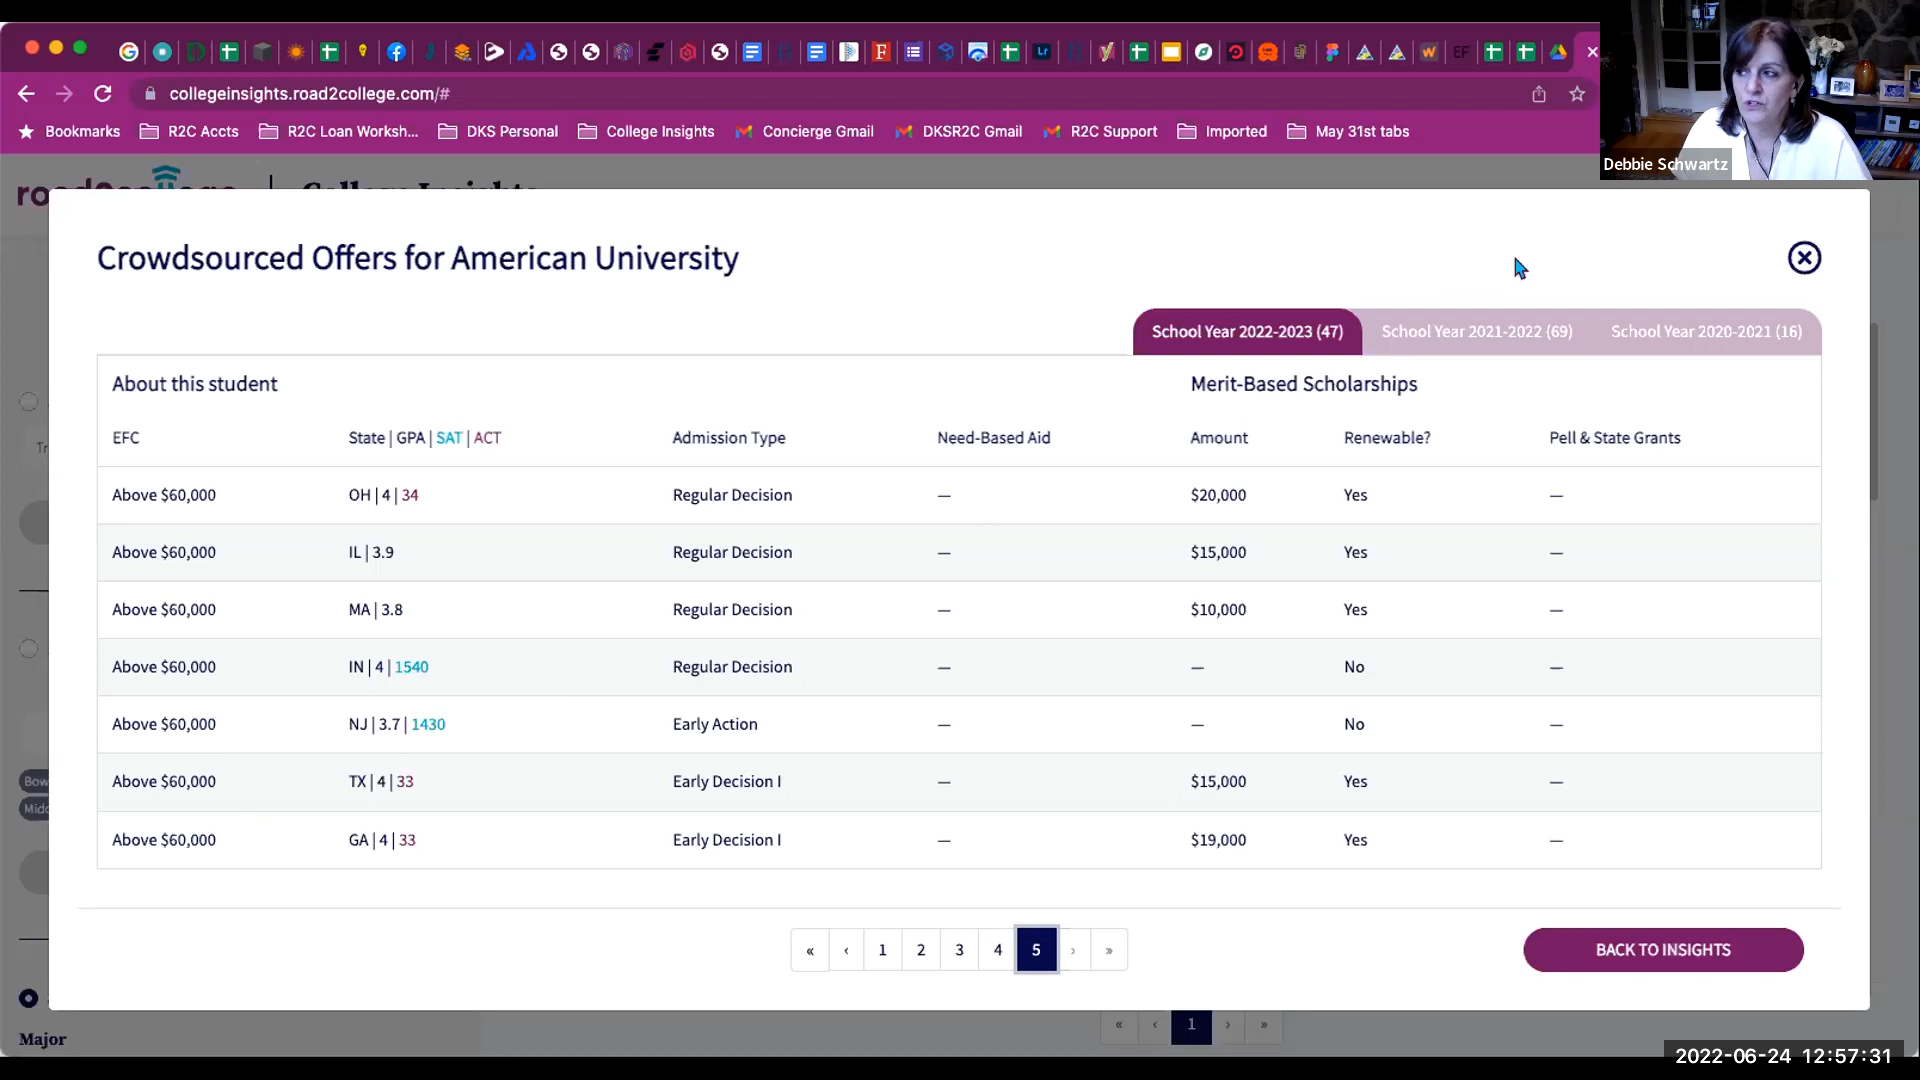 collegeinsights.road2college.com/#
Bookmarks R2C Accts R2C Loan Worksh... DKS Personal College Insights Concierge Gmail DKSR2C Gmail R2C Support Imported May 31st tabs
Debbie Schwartz
Crowdsourced Offers for American University
School Year 2022-2023 (47) School Year 2021-2022 (69) School Year 2020-2021 (16)
About this student Merit-Based Scholarships
EFC State | GPA | SAT | ACT Admission Type Need-Based Aid Amount Renewable? Pell & State Grants
Above $60,000 OH | 4 | 34 Regular Decision — $20,000 Yes —
Above $60,000 IL | 3.9 Regular Decision — $15,000 Yes —
Above $60,000 MA | 3.8 Regular Decision — $10,000 Yes —
Above $60,000 IN | 4 | 1540 Regular Decision — — No —
Above $60,000 NJ | 3.7 | 1430 Early Action — — No —
Above $60,000 TX | 4 | 33 Early Decision I — $15,000 Yes —
Above $60,000 GA | 4 | 33 Early Decision I — $19,000 Yes —
« ‹ 1 2 3 4 5 › »
BACK TO INSIGHTS
« ‹ 1 › »
Major
2022-06-24 12:57:31